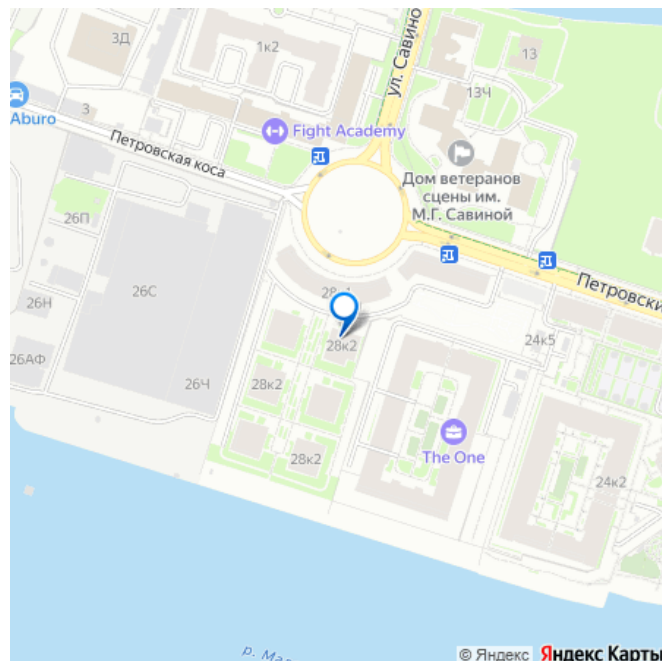 3Д
1к2
ул. Савино
13
13Ч
Aburo
3
Fight Academy
Петровская коса
Дом ветеранов
сцены им.
М.Г. Савиной
26П
26С
Петровски
26Н
28к2
24к5
26АФ
26Ч
28к2
The One
28к2
24к2
р. Ма
© Яндекс Яндекс Карты